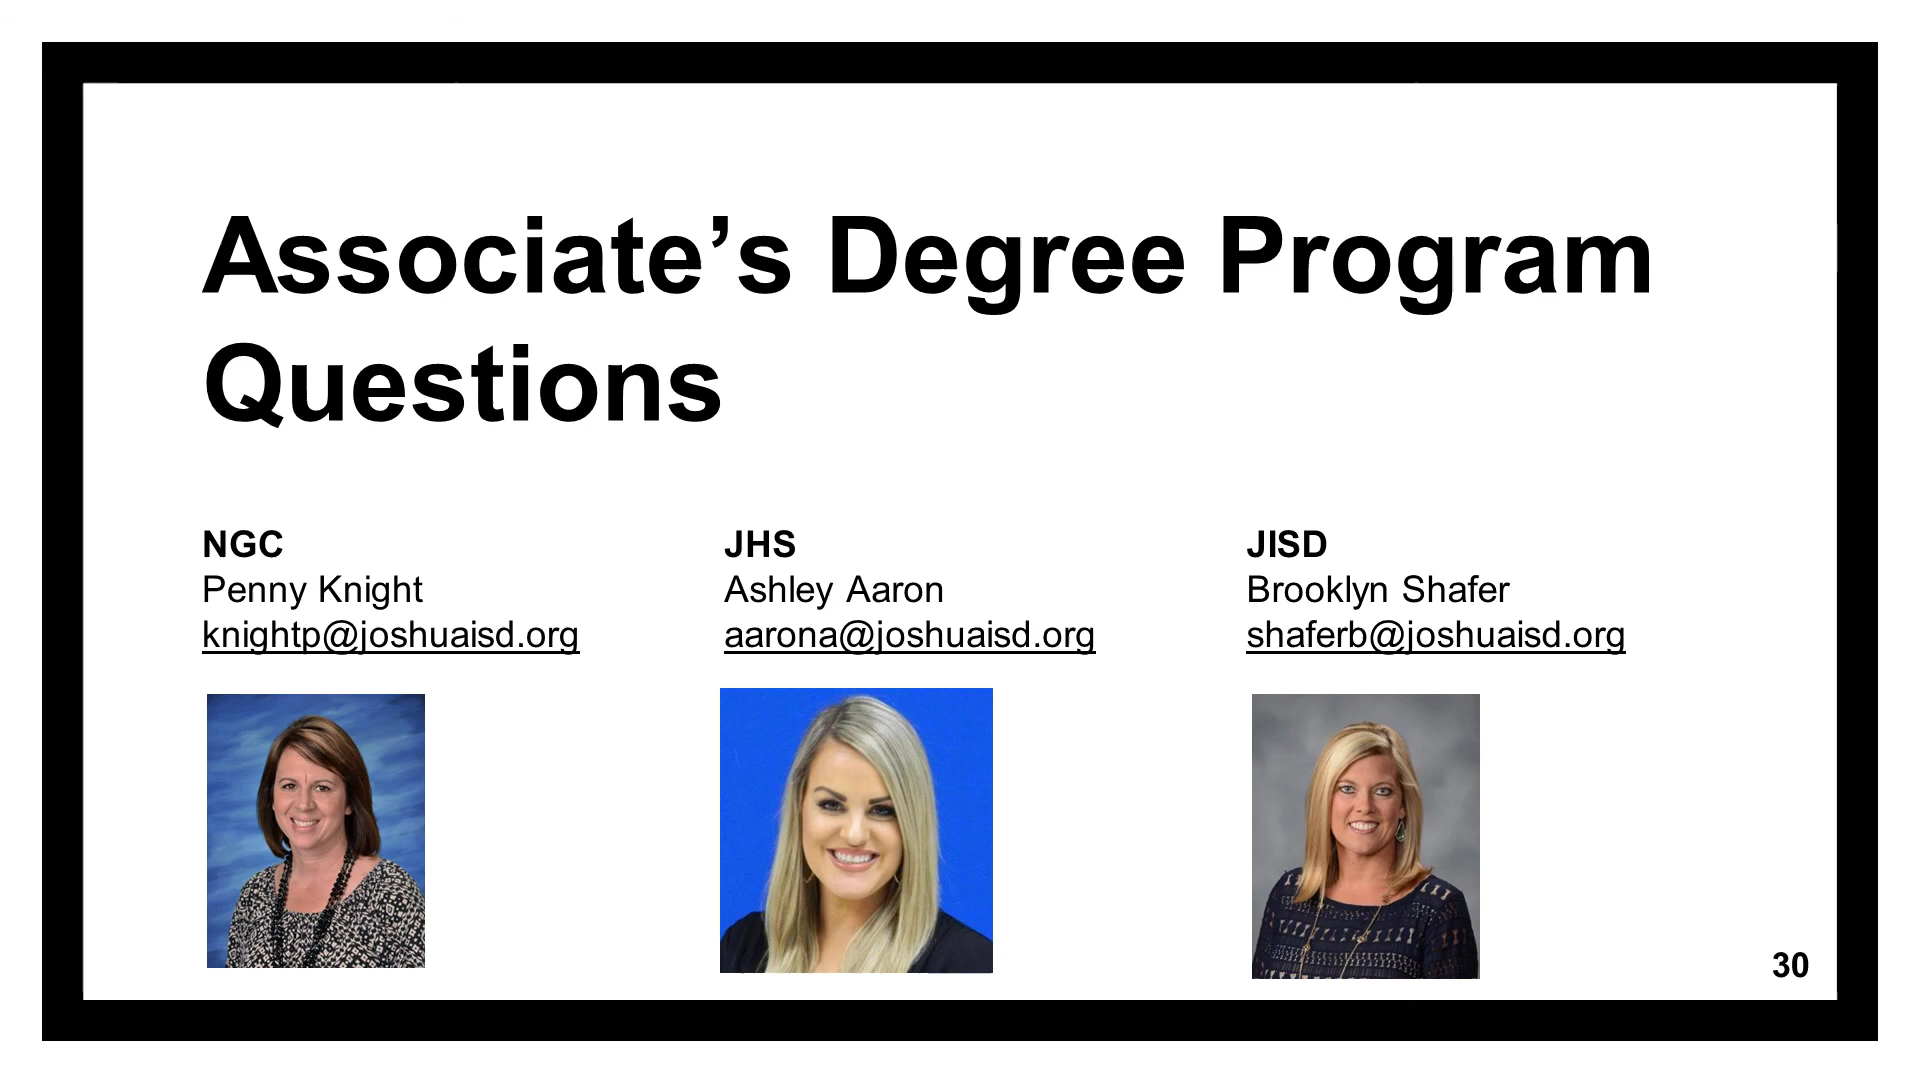 Associate’s Degree Program
Questions
NGC
Penny Knight
knightp@joshuaisd.org
JHS
Ashley Aaron
aarona@joshuaisd.org
JISD
Brooklyn Shafer
shaferb@joshuaisd.org
30